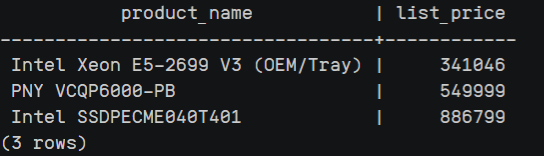 product_name | list_price
----------------------------------+------------
Intel Xeon E5-2699 V3 (OEM/Tray) | 341046
PNY VCQP6000-PB | 549999
Intel SSDPECME040T401 | 886799
(3 rows)